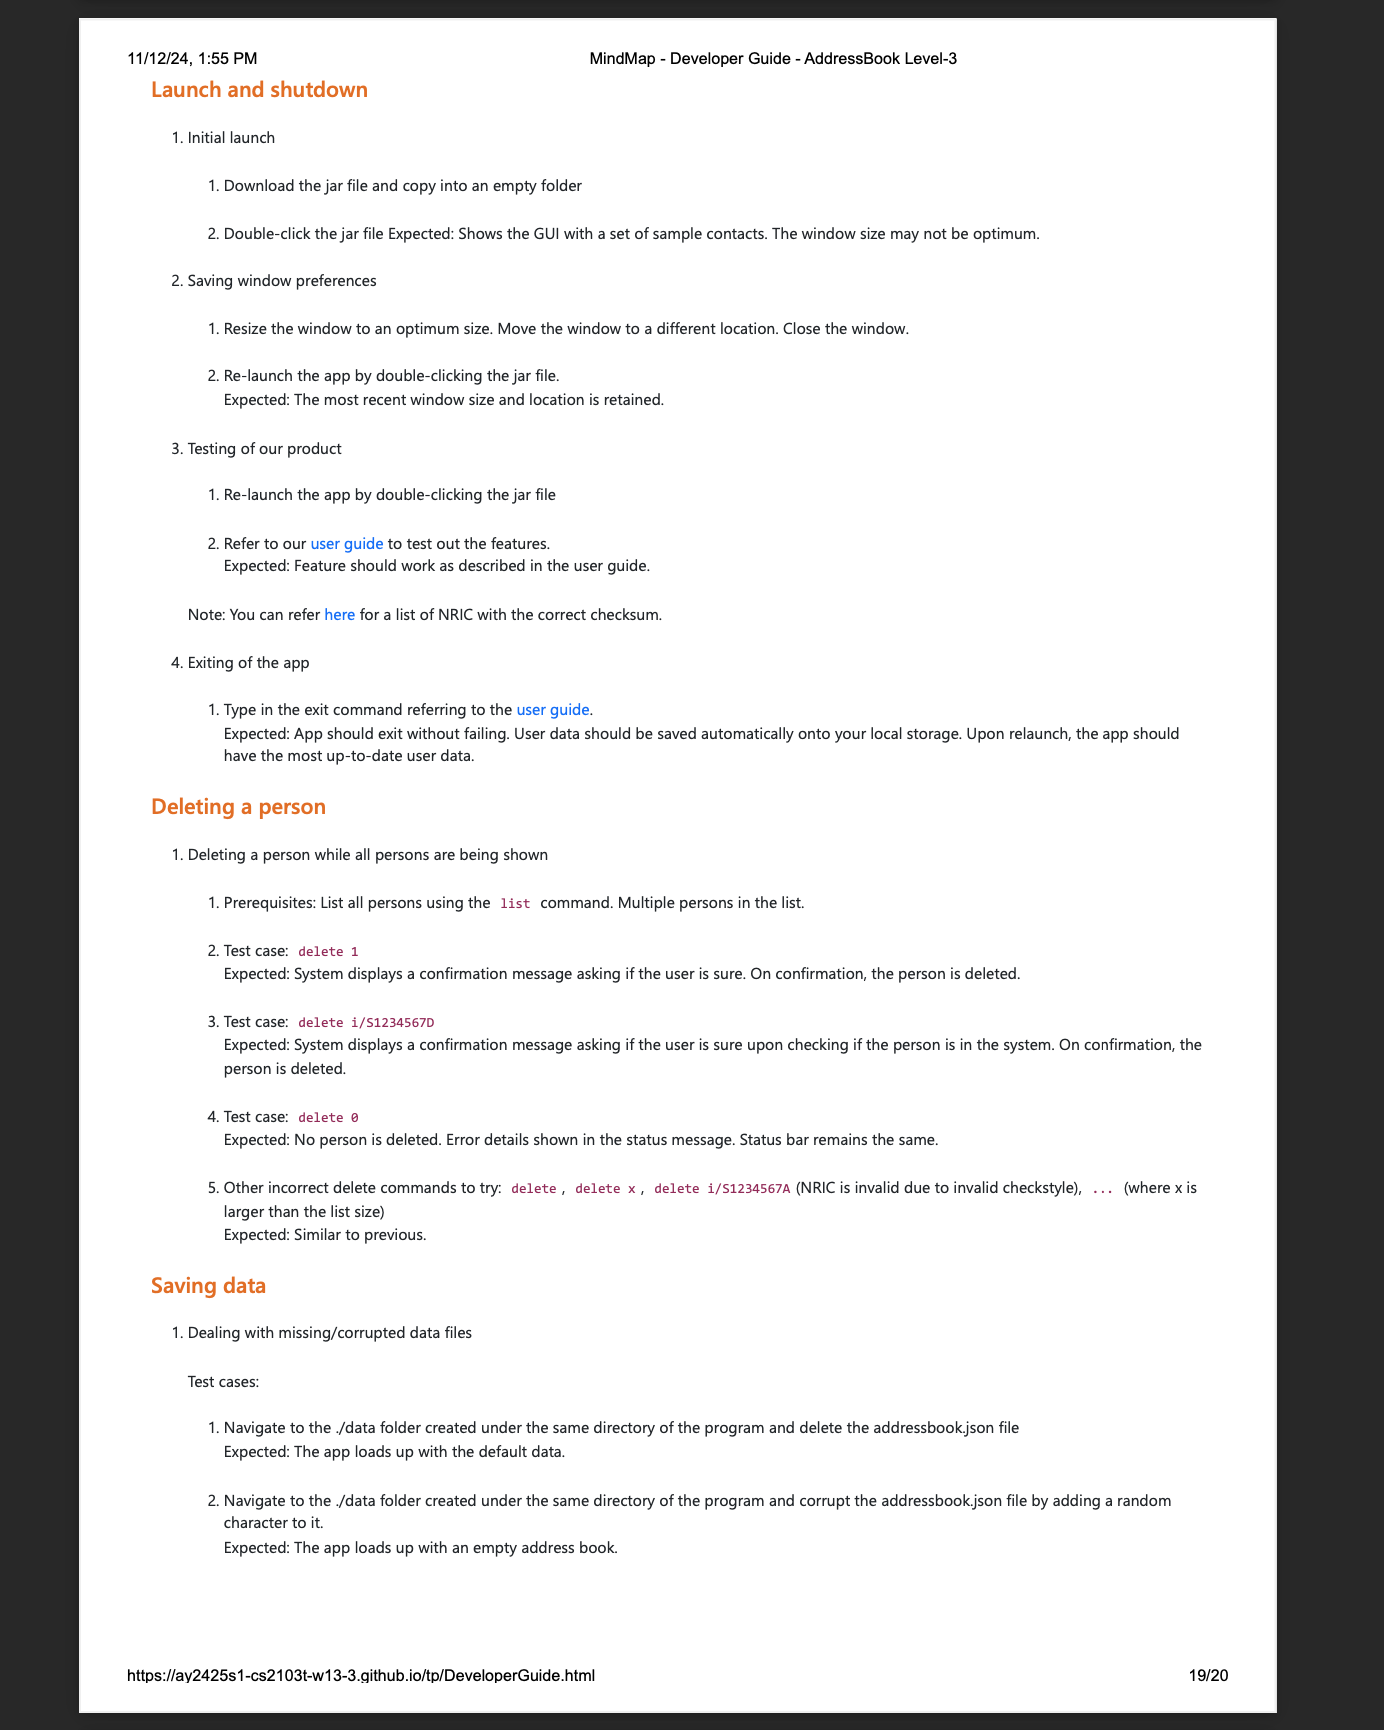 11/12/24, 1:55 PM
MindMap - Developer Guide - AddressBook Level-3
Launch and shutdown
1. Initial launch
1. Download the jar file and copy into an empty folder
2. Double-click the jar file Expected: Shows the GUI with a set of sample contacts. The window size may not be optimum.
2. Saving window preferences
1. Resize the window to an optimum size. Move the window to a different location. Close the window.
2. Re-launch the app by double-clicking the jar file.
Expected: The most recent window size and location is retained.
3. Testing of our product
1. Re-launch the app by double-clicking the jar file
2. Refer to our user guide to test out the features.
Expected: Feature should work as described in the user guide.
Note: You can refer here for a list of NRIC with the correct checksum.
4. Exiting of the app
1. Type in the exit command referring to the user guide.
Expected: App should exit without failing. User data should be saved automatically onto your local storage. Upon relaunch, the app should
have the most up-to-date user data.
Deleting a person
1. Deleting a person while all persons are being shown
1. Prerequisites: List all persons using the list command. Multiple persons in the list.
2. Test case: delete 1
Expected: System displays a confirmation message asking if the user is sure. On confirmation, the person is deleted.
3. Test case: delete i/S1234567D
Expected: System displays a confirmation message asking if the user is sure upon checking if the person is in the system. On confirmation, the
person is deleted.
4. Test case: delete 0
Expected: No person is deleted. Error details shown in the status message. Status bar remains the same.
5. Other incorrect delete commands to try: delete , delete x , delete i/S1234567A (NRIC is invalid due to invalid checkstyle), ... (where x is
larger than the list size)
Expected: Similar to previous.
Saving data
1. Dealing with missing/corrupted data files
Test cases:
1. Navigate to the ./data folder created under the same directory of the program and delete the addressbook.json file
Expected: The app loads up with the default data.
2. Navigate to the ./data folder created under the same directory of the program and corrupt the addressbook.json file by adding a random
character to it.
Expected: The app loads up with an empty address book.
https://ay2425s1-cs2103t-w13-3.github.io/tp/DeveloperGuide.html
19/20